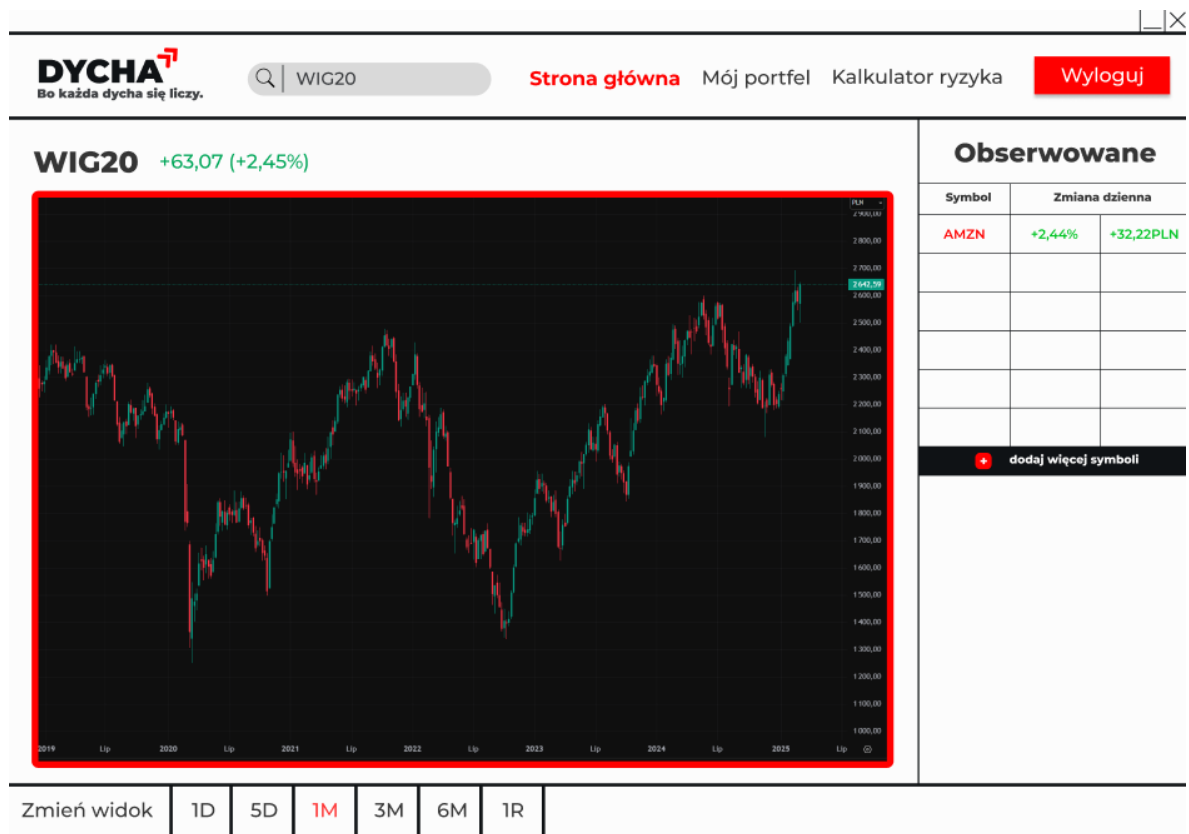 DYCHA
Bo każda dycha się liczy.
WIG20
Strona główna
Mój portfel
Kalkulator ryzyka
Wyloguj
WIG20 +63,07 (+2,45%)
PLN
2 900,00
2 800,00
2 700,00
2 642,59
2 600,00
2 500,00
2 400,00
2 300,00
2 200,00
2 100,00
2 000,00
1 900,00
1 800,00
1 700,00
1 600,00
1 500,00
1 400,00
1 300,00
1 200,00
1 100,00
1 000,00
2019 Lip 2020 Lip 2021 Lip 2022 Lip 2023 Lip 2024 Lip 2025 Lip
Obserwowane
Symbol Zmiana dzienna
AMZN +2,44% +32,22PLN
dodaj więcej symboli
Zmień widok 1D 5D 1M 3M 6M 1R